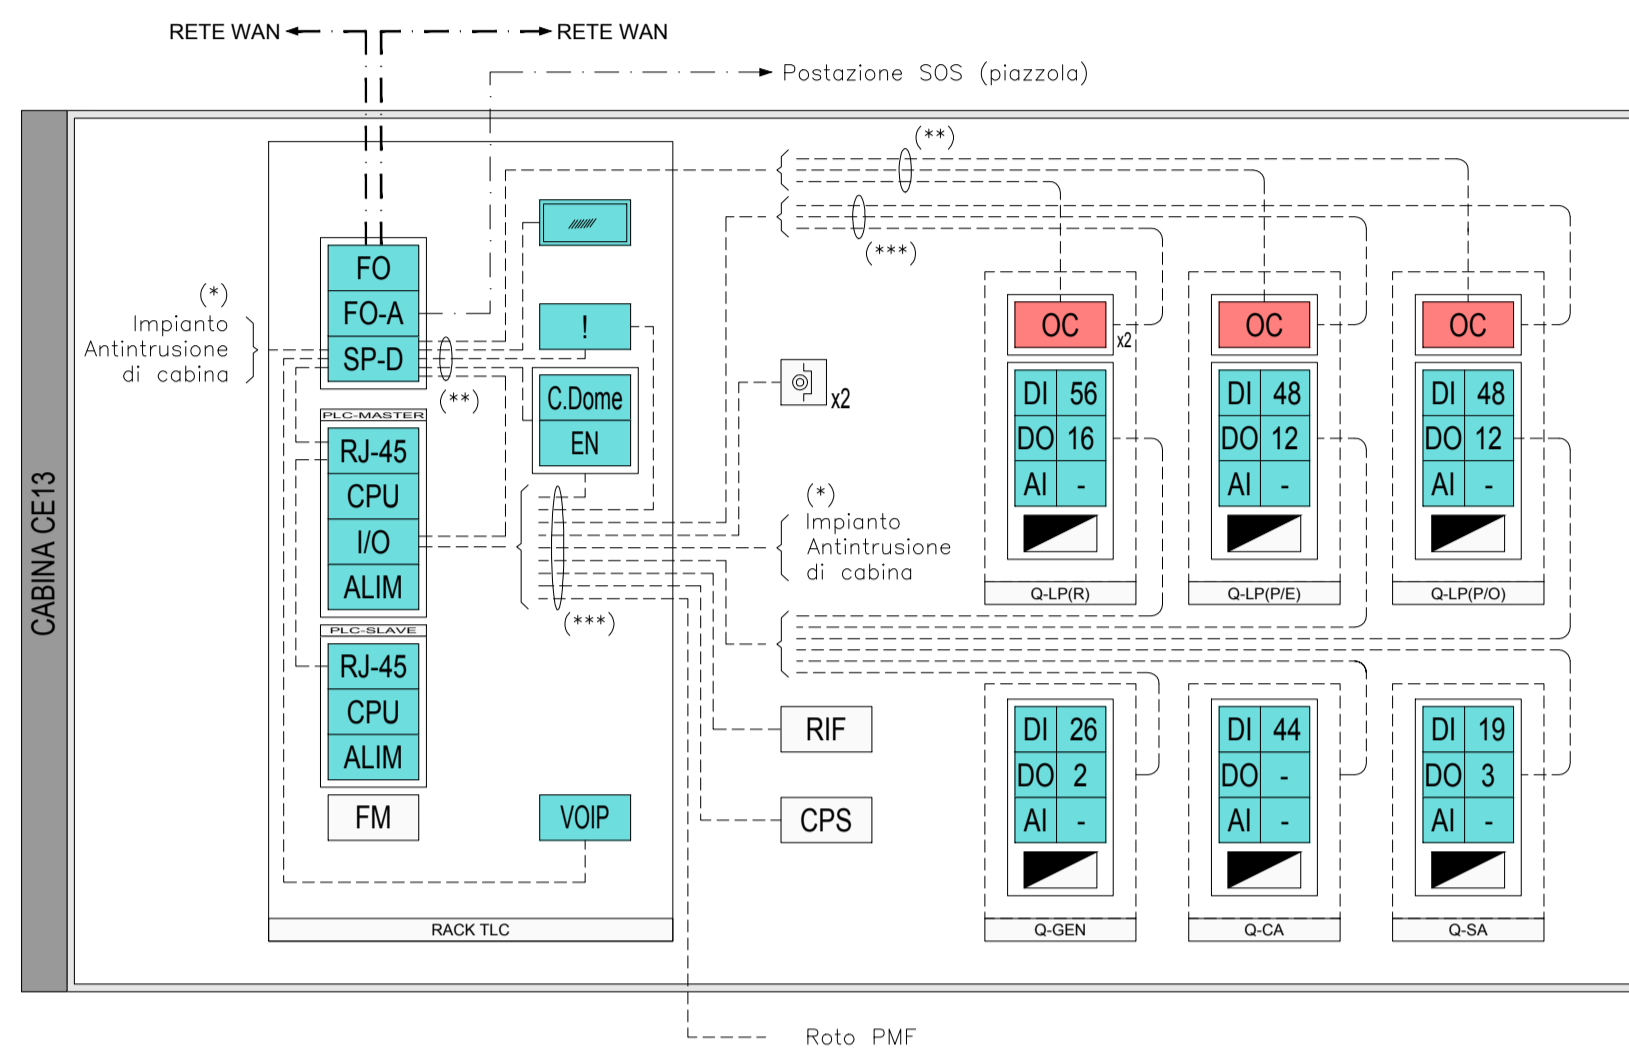 RETE WAN
RETE WAN
Postazione SOS (piazzola)
CABINA CE13
(*)
Impianto
Antintrusione
di cabina
FO
FO-A
SP-D
(**)
PLC-MASTER
RJ-45
CPU
I/O
ALIM
PLC-SLAVE
RJ-45
CPU
ALIM
FM
!
C.Dome
EN
(***)
VOIP
RACK TLC
(**)
(***)
x2
(*)
Impianto
Antintrusione
di cabina
RIF
CPS
Roto PMF
OC
x2
DI 56
DO 16
AI -
Q-LP(R)
OC
DI 48
DO 12
AI -
Q-LP(P/E)
OC
DI 48
DO 12
AI -
Q-LP(P/O)
DI 26
DO 2
AI -
Q-GEN
DI 44
DO -
AI -
Q-CA
DI 19
DO 3
AI -
Q-SA